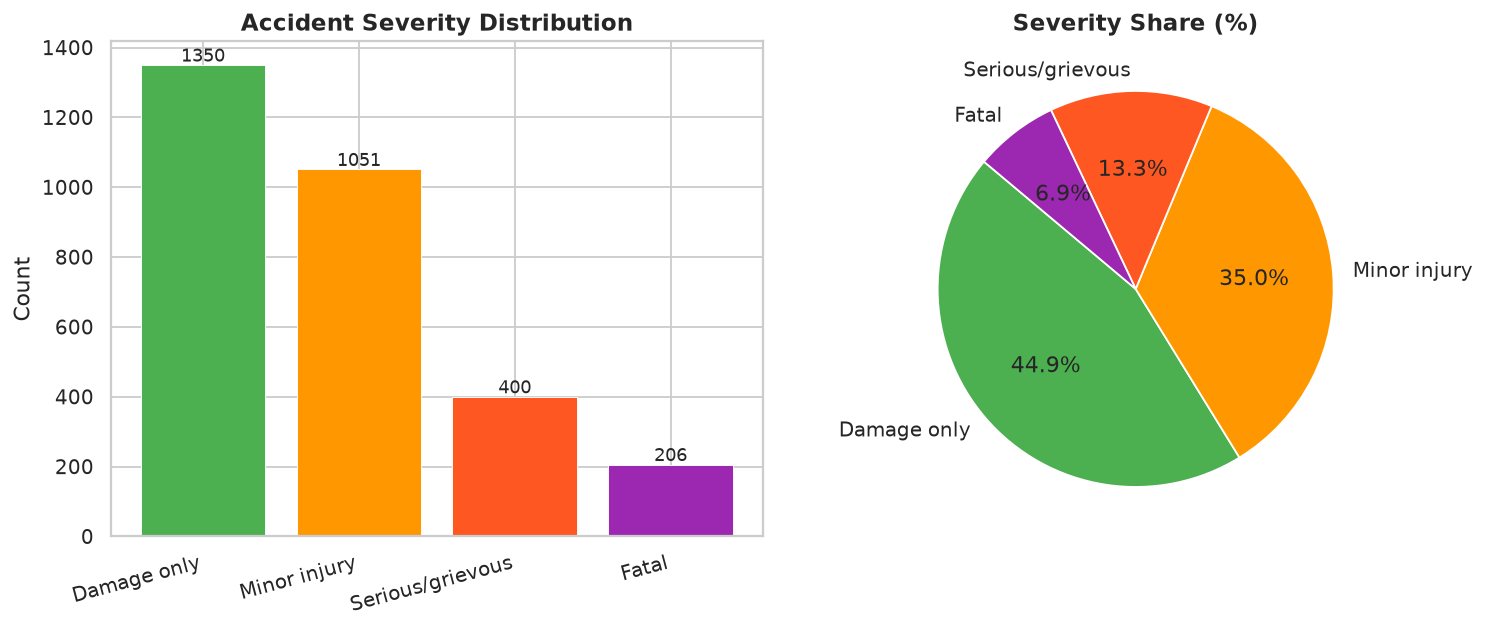 Accident Severity Distribution
Count
1400
1200
1000
800
600
400
200
0
1350
1051
400
206
Damage only
Minor injury
Serious/grievous
Fatal
Severity Share (%)
Serious/grievous
Fatal
13.3%
6.9%
Minor injury
35.0%
44.9%
Damage only